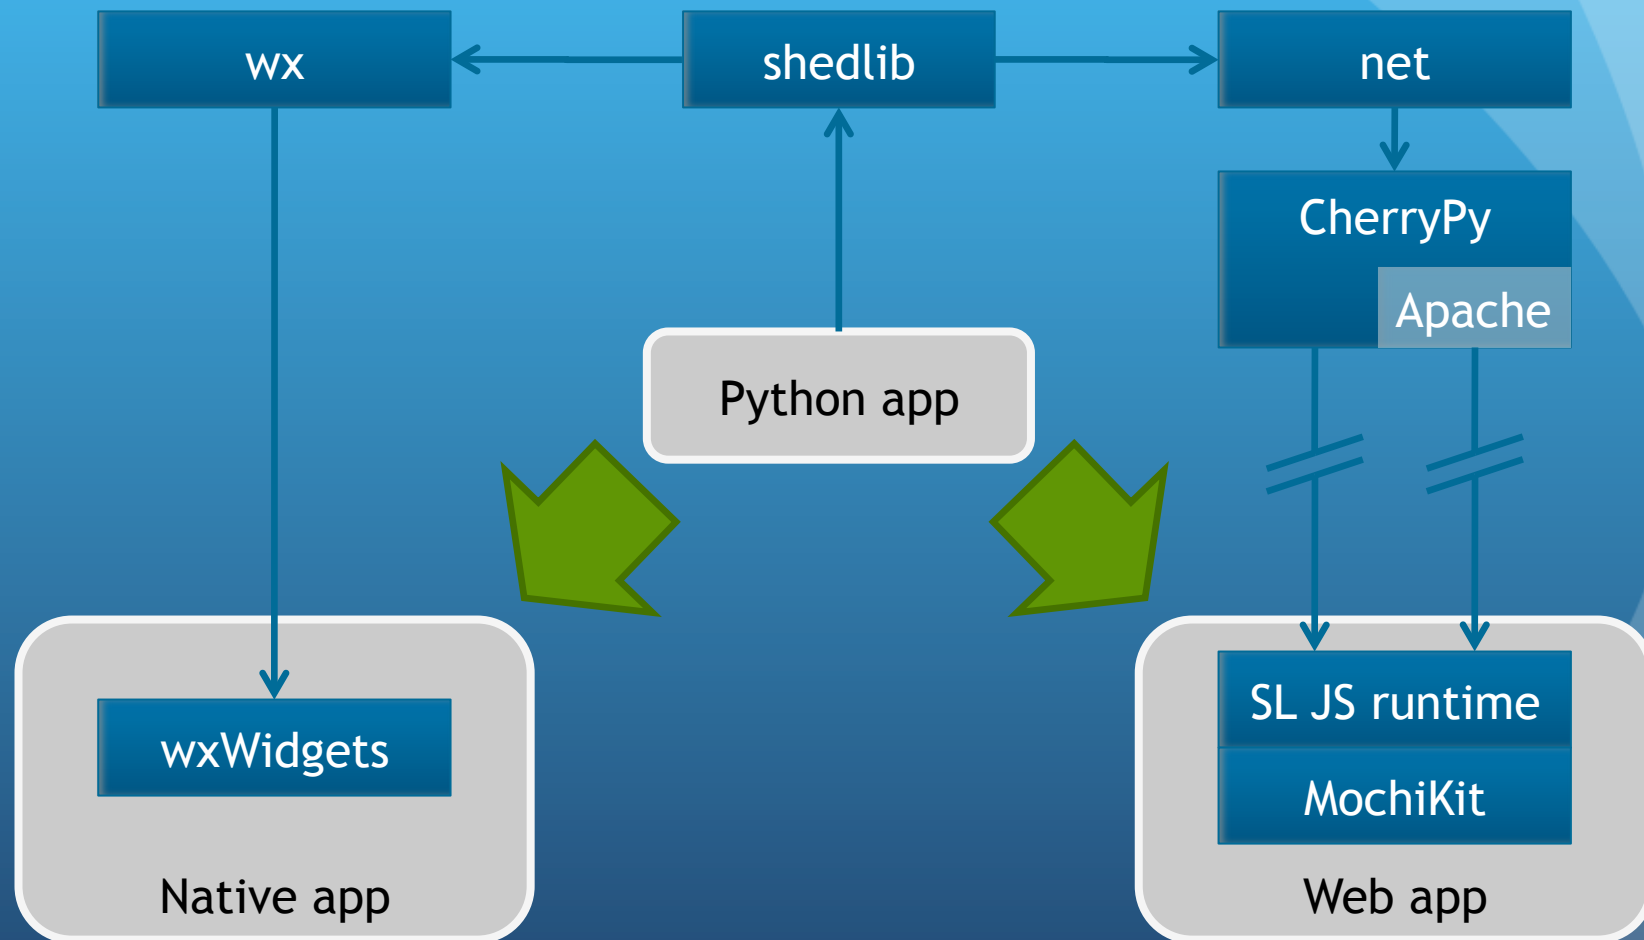 wx
shedlib
net
CherryPy
Apache
Python app
SL JS runtime
wxWidgets
MochiKit
Native app
Web app